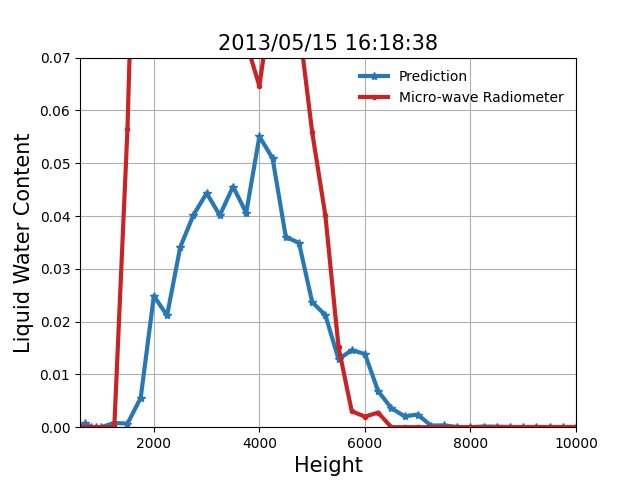 2013/05/15 16:18:38
0.07
0.06
0.05
0.04
0.03
0.02
0.01
0.00
Liquid Water Content
Prediction
Micro-wave Radiometer
2000 4000 6000 8000 10000
Height